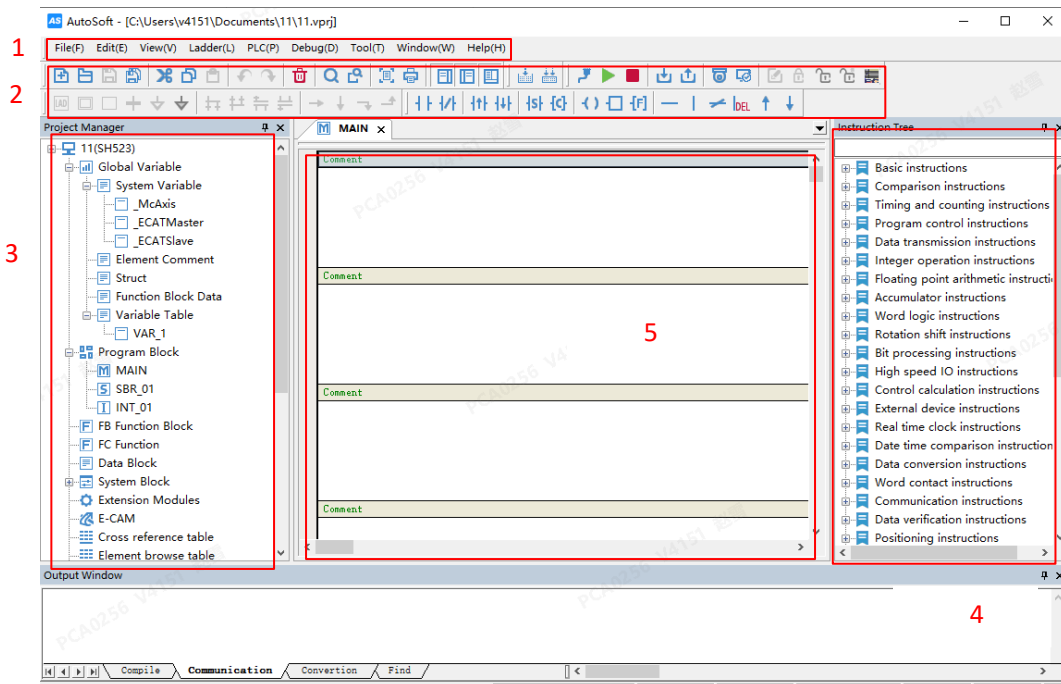 AS AutoSoft - [C:\Users\v4151\Documents\11\11.vprj]
1
File(F) Edit(E) View(V) Ladder(L) PLC(P) Debug(D) Tool(T) Window(W) Help(H)
2
LAD DEL
Project Manager
M MAIN
Instruction Tree
3
11(SH523)
Global Variable
System Variable
_McAxis
_ECATMaster
_ECATSlave
Element Comment
Struct
Function Block Data
Variable Table
VAR_1
Program Block
M MAIN
S SBR_01
I INT_01
F FB Function Block
F FC Function
Data Block
System Block
Extension Modules
E-CAM
Cross reference table
Element browse table
Comment
Comment
5
Comment
Comment
Basic instructions
Comparison instructions
Timing and counting instructions
Program control instructions
Data transmission instructions
Integer operation instructions
Floating point arithmetic instructi
Accumulator instructions
Word logic instructions
Rotation shift instructions
Bit processing instructions
High speed IO instructions
Control calculation instructions
External device instructions
Real time clock instructions
Date time comparison instruction
Data conversion instructions
Word contact instructions
Communication instructions
Data verification instructions
Positioning instructions
Output Window
4
Compile Communication Convertion Find
PCA0256 V4151